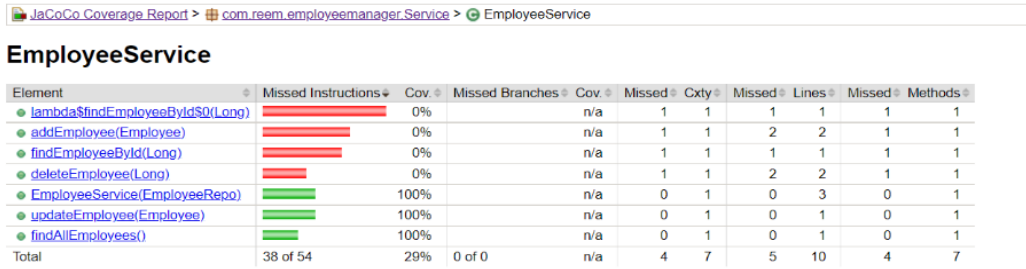 JaCoCo Coverage Report > com.reem.employeemanager.Service > EmployeeService
EmployeeService
Element Missed Instructions Cov. Missed Branches Cov. Missed Cxty Missed Lines Missed Methods
lambda$findEmployeeById$0(Long) 0% n/a 1 1 1 1 1 1
addEmployee(Employee) 0% n/a 1 1 2 2 1 1
findEmployeeById(Long) 0% n/a 1 1 1 1 1 1
deleteEmployee(Long) 0% n/a 1 1 2 2 1 1
EmployeeService(EmployeeRepo) 100% n/a 0 1 0 3 0 1
updateEmployee(Employee) 100% n/a 0 1 0 1 0 1
findAllEmployees() 100% n/a 0 1 0 1 0 1
Total 38 of 54 29% 0 of 0 n/a 4 7 5 10 4 7